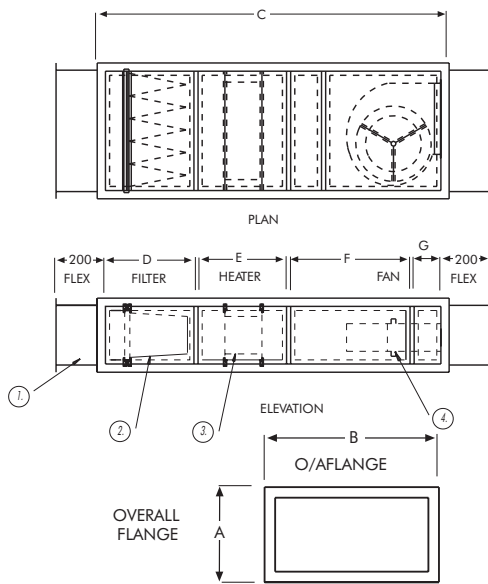 C
PLAN
200 D E F G 200
FLEX FILTER HEATER FAN FLEX
1. 2. 3. 4.
ELEVATION
B
O/AFLANGE
OVERALL
FLANGE
A